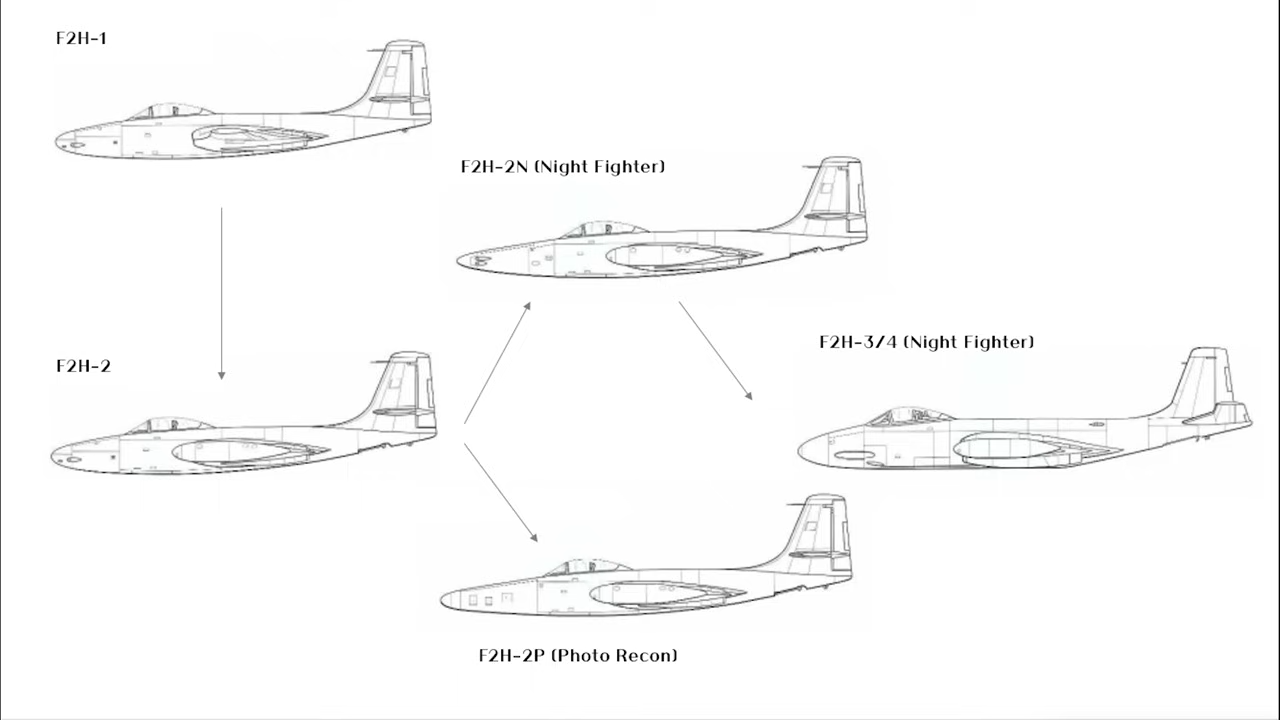 F2H-1
F2H-2N (Night Fighter)
F2H-3/4 (Night Fighter)
F2H-2
F2H-2P (Photo Recon)